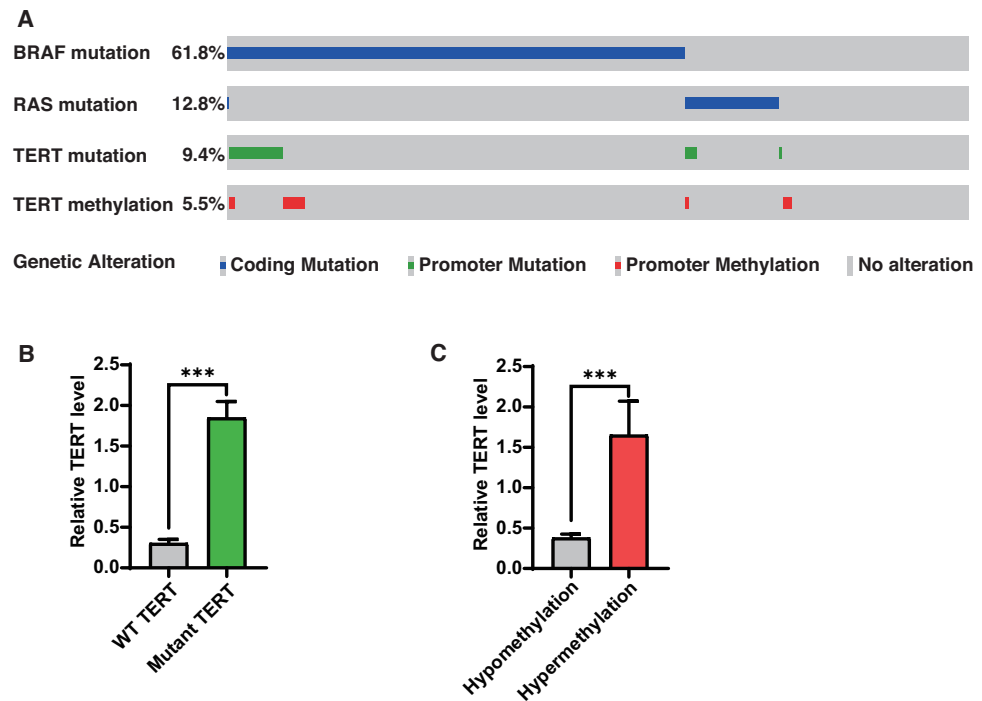 A
BRAF mutation 61.8%
RAS mutation 12.8%
TERT mutation 9.4%
TERT methylation 5.5%
Genetic Alteration Coding Mutation Promoter Mutation Promoter Methylation No alteration
B
Relative TERT level
2.5
2.0
1.5
1.0
0.5
0.0
***
WT TERT
Mutant TERT
C
Relative TERT level
2.5
2.0
1.5
1.0
0.5
0.0
***
Hypomethylation
Hypermethylation